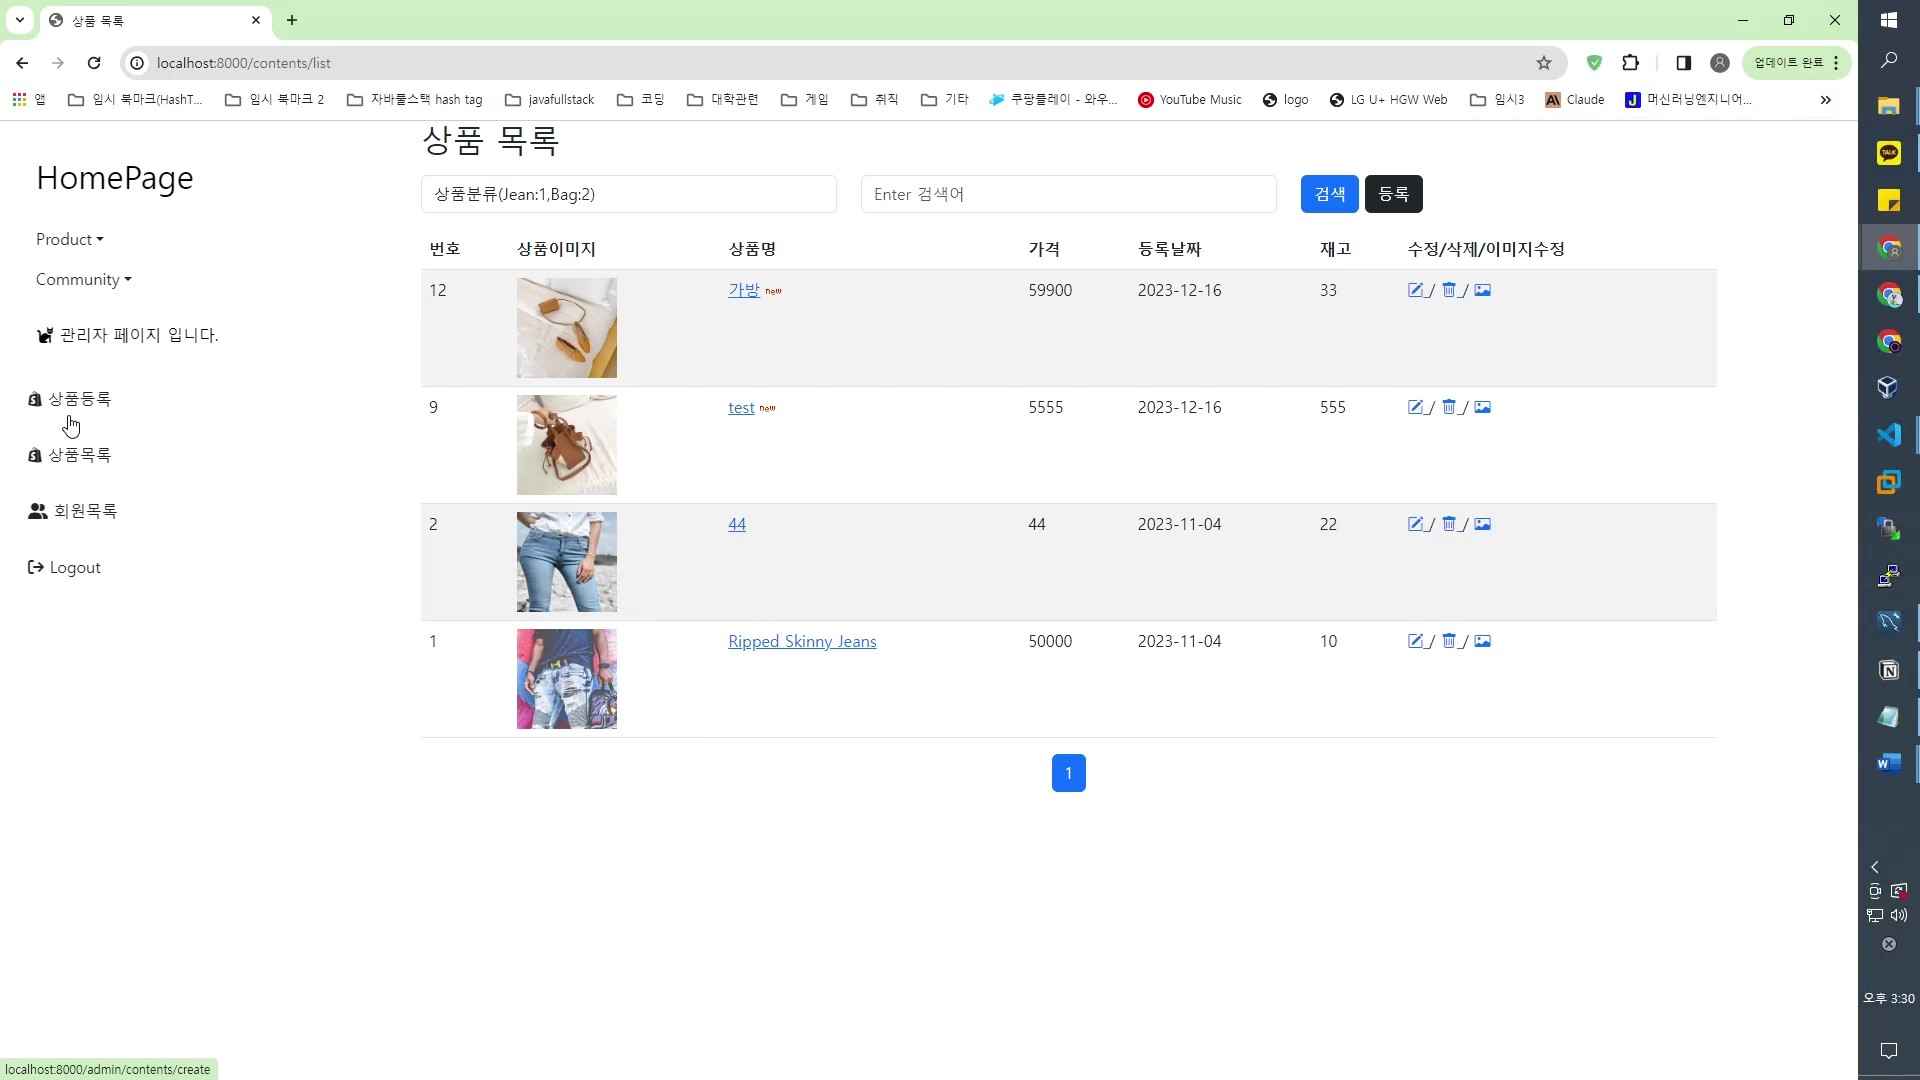 상품 목록
localhost:8000/contents/list
업데이트 완료
앱
임시 북마크(HashT...
임시 북마크 2
자바풀스택 hash tag
javafullstack
코딩
대학관련
게임
취직
기타
쿠팡플레이 - 와우...
YouTube Music
logo
LG U+ HGW Web
임시3
Claude
머신러닝엔지니어...
HomePage
Product
Community
관리자 페이지 입니다.
상품등록
상품목록
회원목록
Logout
상품 목록
상품분류(Jean:1,Bag:2)
Enter 검색어
검색
등록
번호 상품이미지 상품명 가격 등록날짜 재고 수정/삭제/이미지수정
12 가방 new 59900 2023-12-16 33 / /
9 test new 5555 2023-12-16 555 / /
2 44 44 2023-11-04 22 / /
1 Ripped Skinny Jeans 50000 2023-11-04 10 / /
1
localhost:8000/admin/contents/create
TALK
오후 3:30